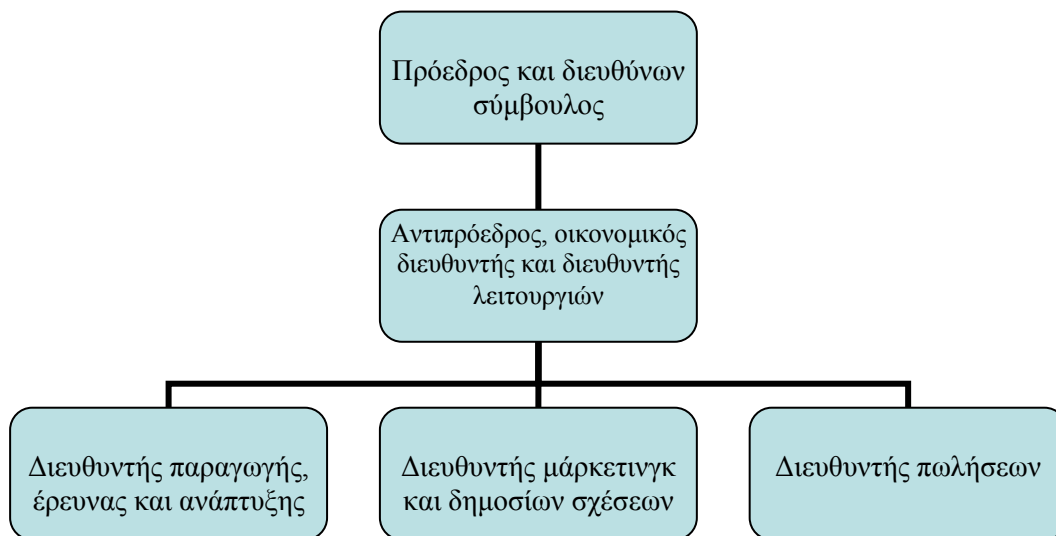 Πρόεδρος και διευθύνων
σύμβουλος
Αντιπρόεδρος, οικονομικός
διευθυντής και διευθυντής
λειτουργιών
Διευθυντής παραγωγής,
έρευνας και ανάπτυξης
Διευθυντής μάρκετινγκ
και δημοσίων σχέσεων
Διευθυντής πωλήσεων